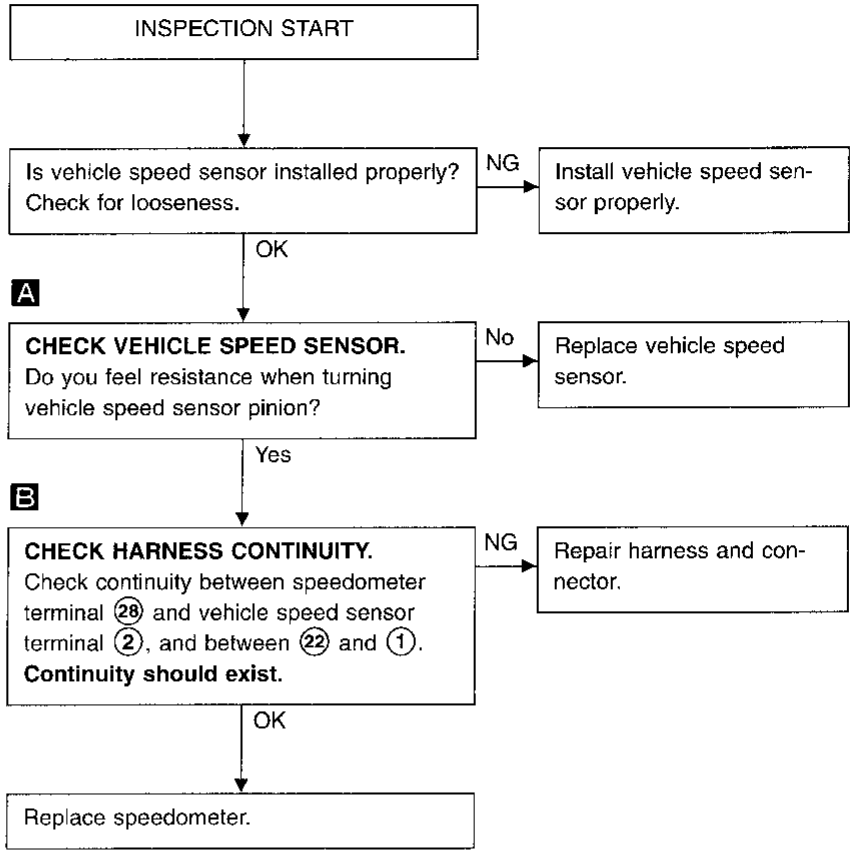 INSPECTION START
Is vehicle speed sensor installed properly?
Check for looseness.
NG
Install vehicle speed sen-
sor properly.
OK
A
CHECK VEHICLE SPEED SENSOR.
Do you feel resistance when turning
vehicle speed sensor pinion?
No
Replace vehicle speed
sensor.
Yes
B
CHECK HARNESS CONTINUITY.
Check continuity between speedometer
terminal 28 and vehicle speed sensor
terminal 2, and between 22 and 1.
Continuity should exist.
NG
Repair harness and con-
nector.
OK
Replace speedometer.